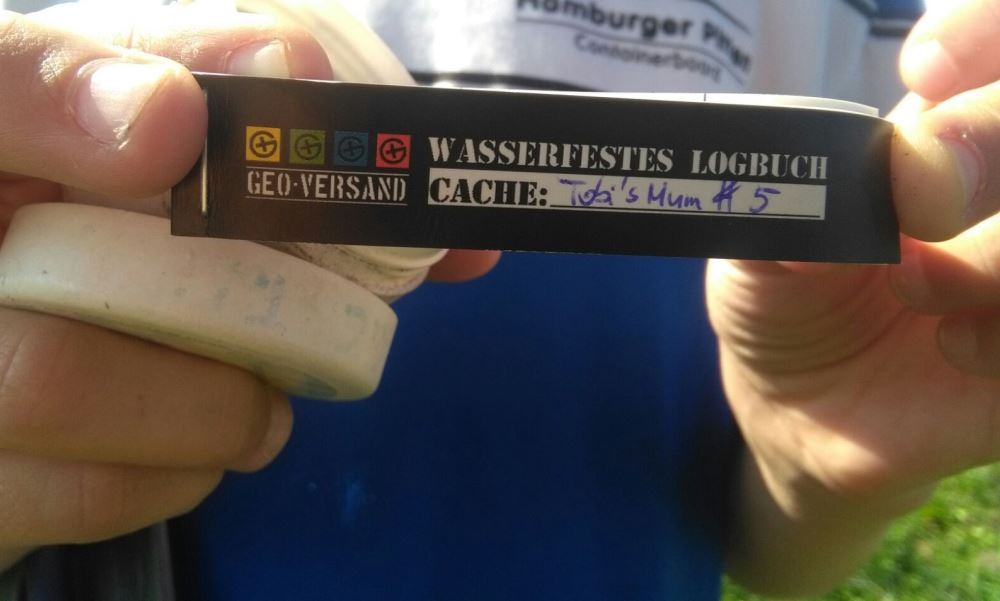 Hamburger
Containerboard
WASSERFESTES LOGBUCH
GEO-VERSAND
CACHE: Tobi's Mum # 5